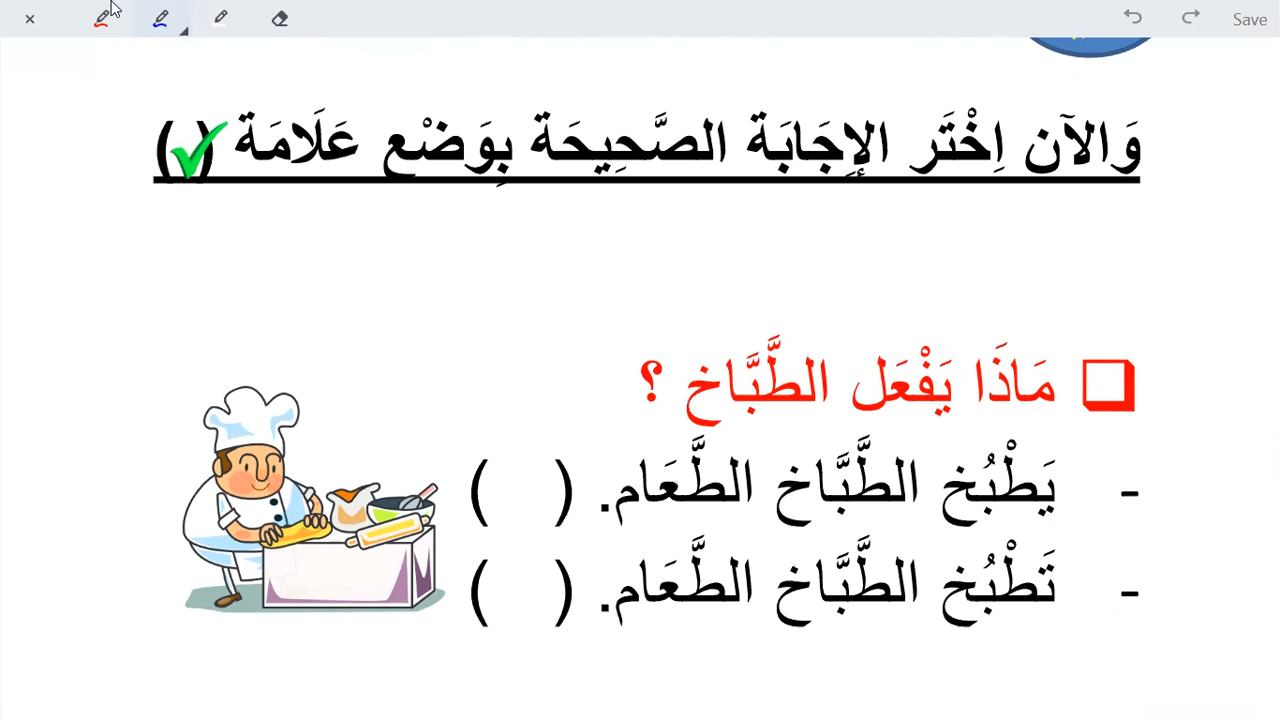 Save
وَالآن اِخْتَر الإِجَابَة الصَّحِيحَة بِوَضْع عَلَامَة (✓)
❑ مَاذَا يَفْعَل الطَّبَّاخ ؟
- يَطْبُخ الطَّبَّاخ الطَّعَام. ( )
- تَطْبُخ الطَّبَّاخ الطَّعَام. ( )